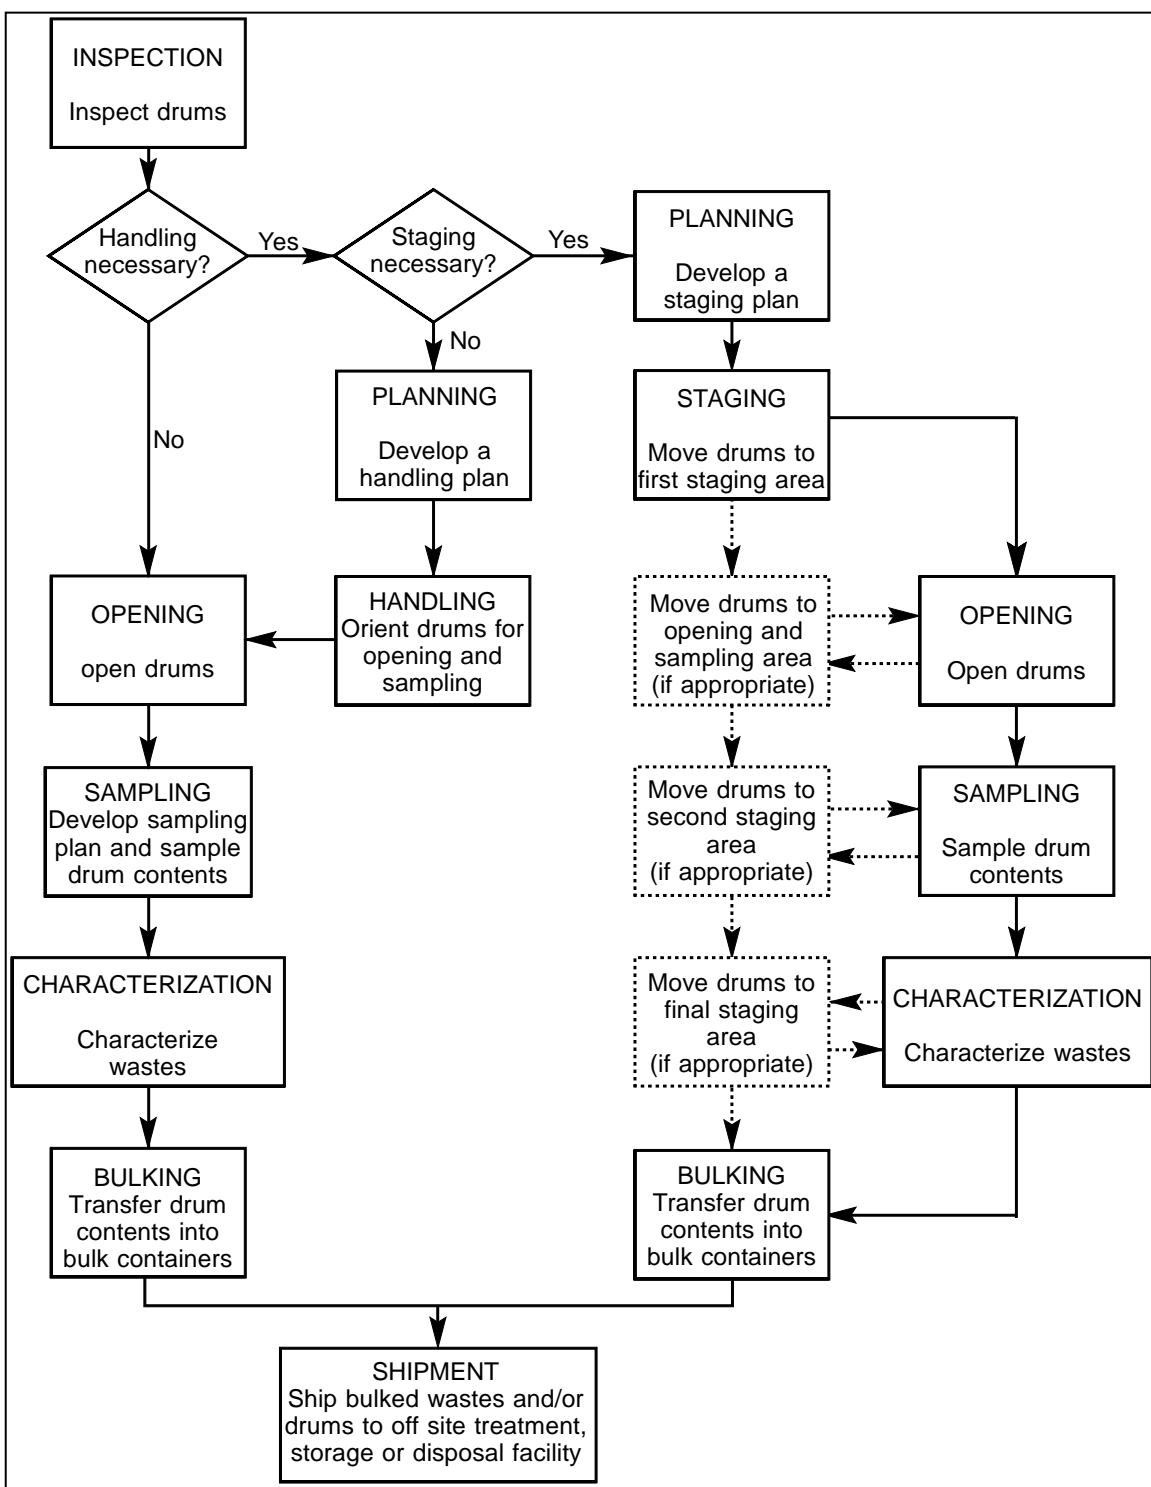 INSPECTION
Inspect drums
Handling
necessary?
Yes
Staging
necessary?
Yes
PLANNING
Develop a
staging plan
No
No
PLANNING
Develop a
handling plan
STAGING
Move drums to
first staging area
OPENING
open drums
HANDLING
Orient drums for
opening and
sampling
Move drums to
opening and
sampling area
(if appropriate)
OPENING
Open drums
SAMPLING
Develop sampling
plan and sample
drum contents
Move drums to
second staging
area
(if appropriate)
SAMPLING
Sample drum
contents
CHARACTERIZATION
Characterize
wastes
Move drums to
final staging
area
(if appropriate)
CHARACTERIZATION
Characterize wastes
BULKING
Transfer drum
contents into
bulk containers
BULKING
Transfer drum
contents into
bulk containers
SHIPMENT
Ship bulked wastes and/or
drums to off site treatment,
storage or disposal facility